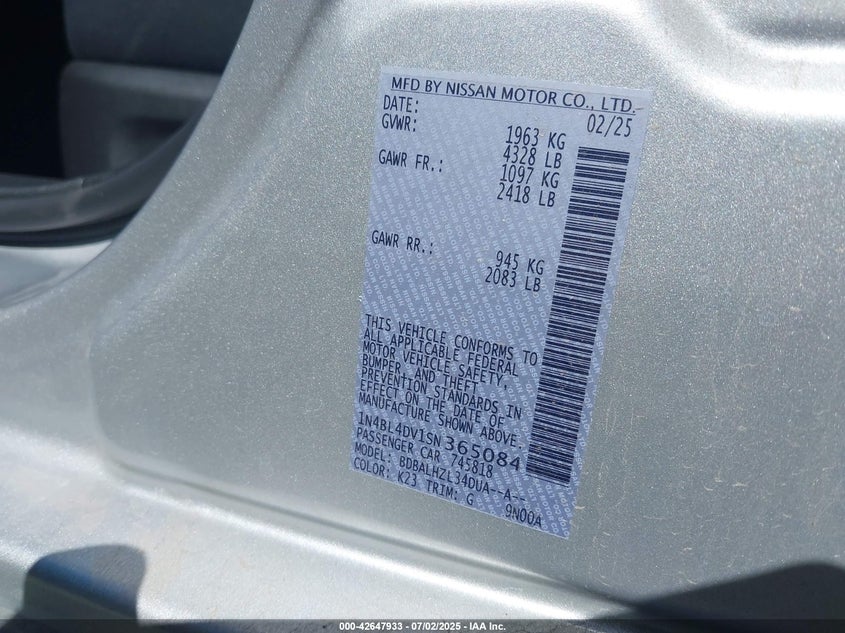 MFD BY NISSAN MOTOR CO., LTD.
DATE: 02/25
GVWR: 1963 KG
4328 LB
GAWR FR.: 1097 KG
2418 LB
GAWR RR.: 945 KG
2083 LB
THIS VEHICLE CONFORMS TO
ALL APPLICABLE FEDERAL
MOTOR VEHICLE SAFETY,
BUMPER, AND THEFT
PREVENTION STANDARDS IN
EFFECT ON THE DATE OF
MANUFACTURE SHOWN ABOVE.
1N4BL4DV1SN365084
PASSENGER CAR 745818
MODEL: BDBALHZL34DUA--A--
COLOR: K23 TRIM: G 9N00A
000-42647933 - 07/02/2025 - IAA Inc.